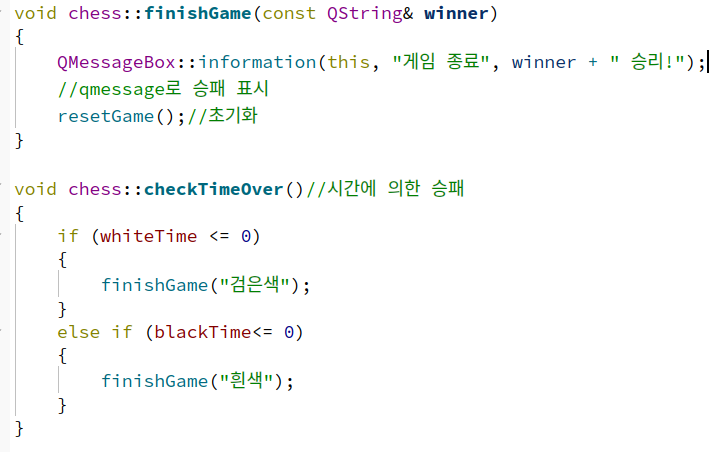 void chess::finishGame(const QString& winner)
{
    QMessageBox::information(this, "게임 종료", winner + " 승리!");
    //qmessage로 승패 표시
    resetGame();//초기화
}

void chess::checkTimeOver()//시간에 의한 승패
{
    if (whiteTime <= 0)
    {
        finishGame("검은색");
    }
    else if (blackTime<= 0)
    {
        finishGame("흰색");
    }
}